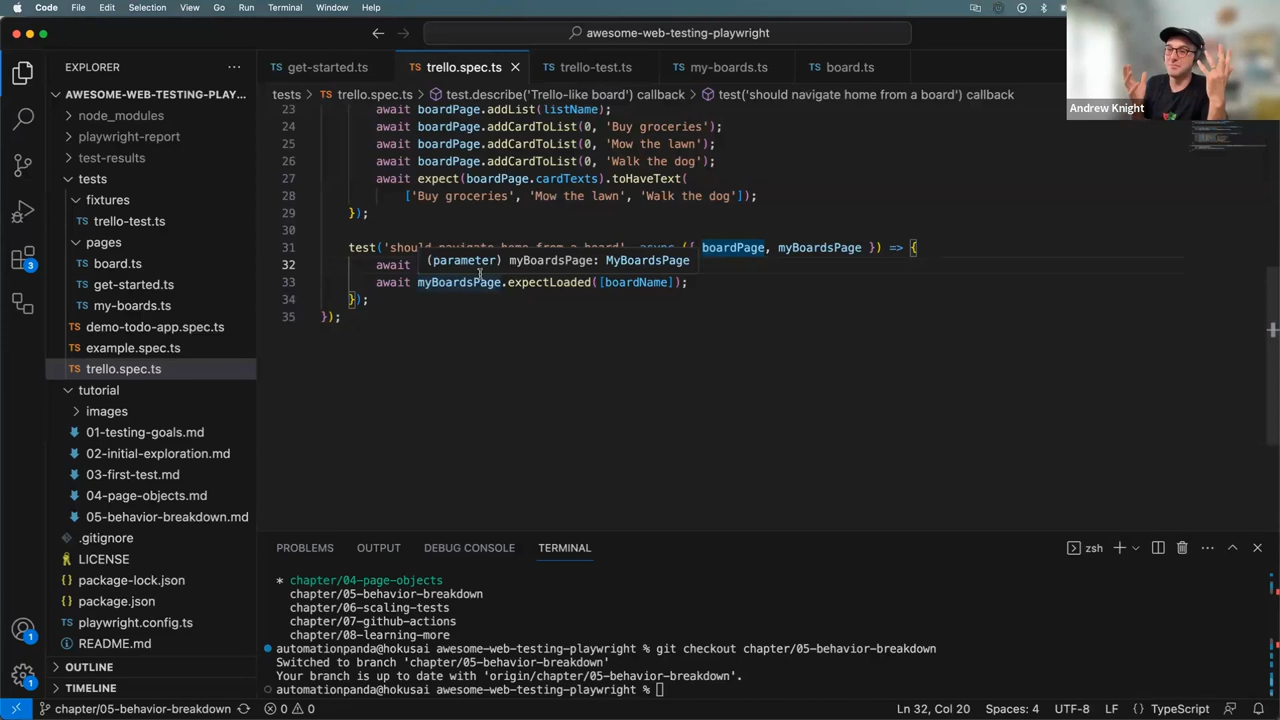 Code File Edit Selection View Go Run Terminal Window Help
awesome-web-testing-playwright
Andrew Knight
EXPLORER
AWESOME-WEB-TESTING-PLAY...
node_modules
playwright-report
test-results
tests
fixtures
TS trello-test.ts
pages
TS board.ts
TS get-started.ts
TS my-boards.ts
TS demo-todo-app.spec.ts
TS example.spec.ts
TS trello.spec.ts
tutorial
images
01-testing-goals.md
02-initial-exploration.md
03-first-test.md
04-page-objects.md
05-behavior-breakdown.md
.gitignore
LICENSE
package-lock.json
package.json
playwright.config.ts
README.md
OUTLINE
TIMELINE
3
1
1
TS get-started.ts TS trello.spec.ts TS trello-test.ts TS my-boards.ts TS board.ts
tests > TS trello.spec.ts > test.describe('Trello-like board') callback > test('should navigate home from a board') callback
23 await boardPage.addList(listName);
24 await boardPage.addCardToList(0, 'Buy groceries');
25 await boardPage.addCardToList(0, 'Mow the lawn');
26 await boardPage.addCardToList(0, 'Walk the dog');
27 await expect(boardPage.cardTexts).toHaveText(
28 ['Buy groceries', 'Mow the lawn', 'Walk the dog']);
29 });
30
31 test('should navigate home from a board', async ({ boardPage, myBoardsPage }) => {
(parameter) myBoardsPage: MyBoardsPage
32 await
33 await myBoardsPage.expectLoaded([boardName]);
34 });
35 });
PROBLEMS OUTPUT DEBUG CONSOLE TERMINAL
zsh
* chapter/04-page-objects
chapter/05-behavior-breakdown
chapter/06-scaling-tests
chapter/07-github-actions
chapter/08-learning-more
automationpanda@hokusai awesome-web-testing-playwright % git checkout chapter/05-behavior-breakdown
Switched to branch 'chapter/05-behavior-breakdown'
Your branch is up to date with 'origin/chapter/05-behavior-breakdown'.
automationpanda@hokusai awesome-web-testing-playwright %
chapter/05-behavior-breakdown 0 0 Ln 32, Col 20 Spaces: 4 UTF-8 LF TypeScript